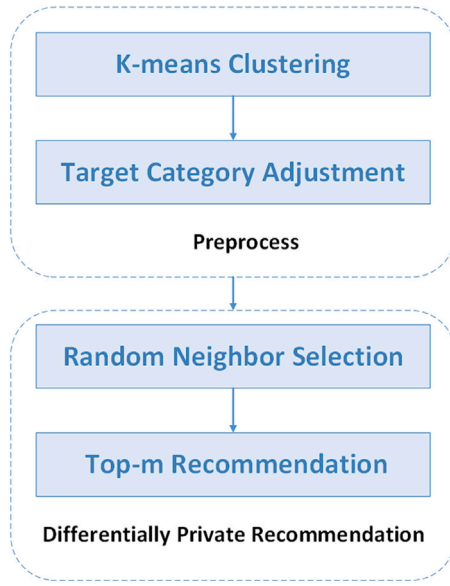 K-means Clustering
Target Category Adjustment
Preprocess
Random Neighbor Selection
Top-m Recommendation
Differentially Private Recommendation